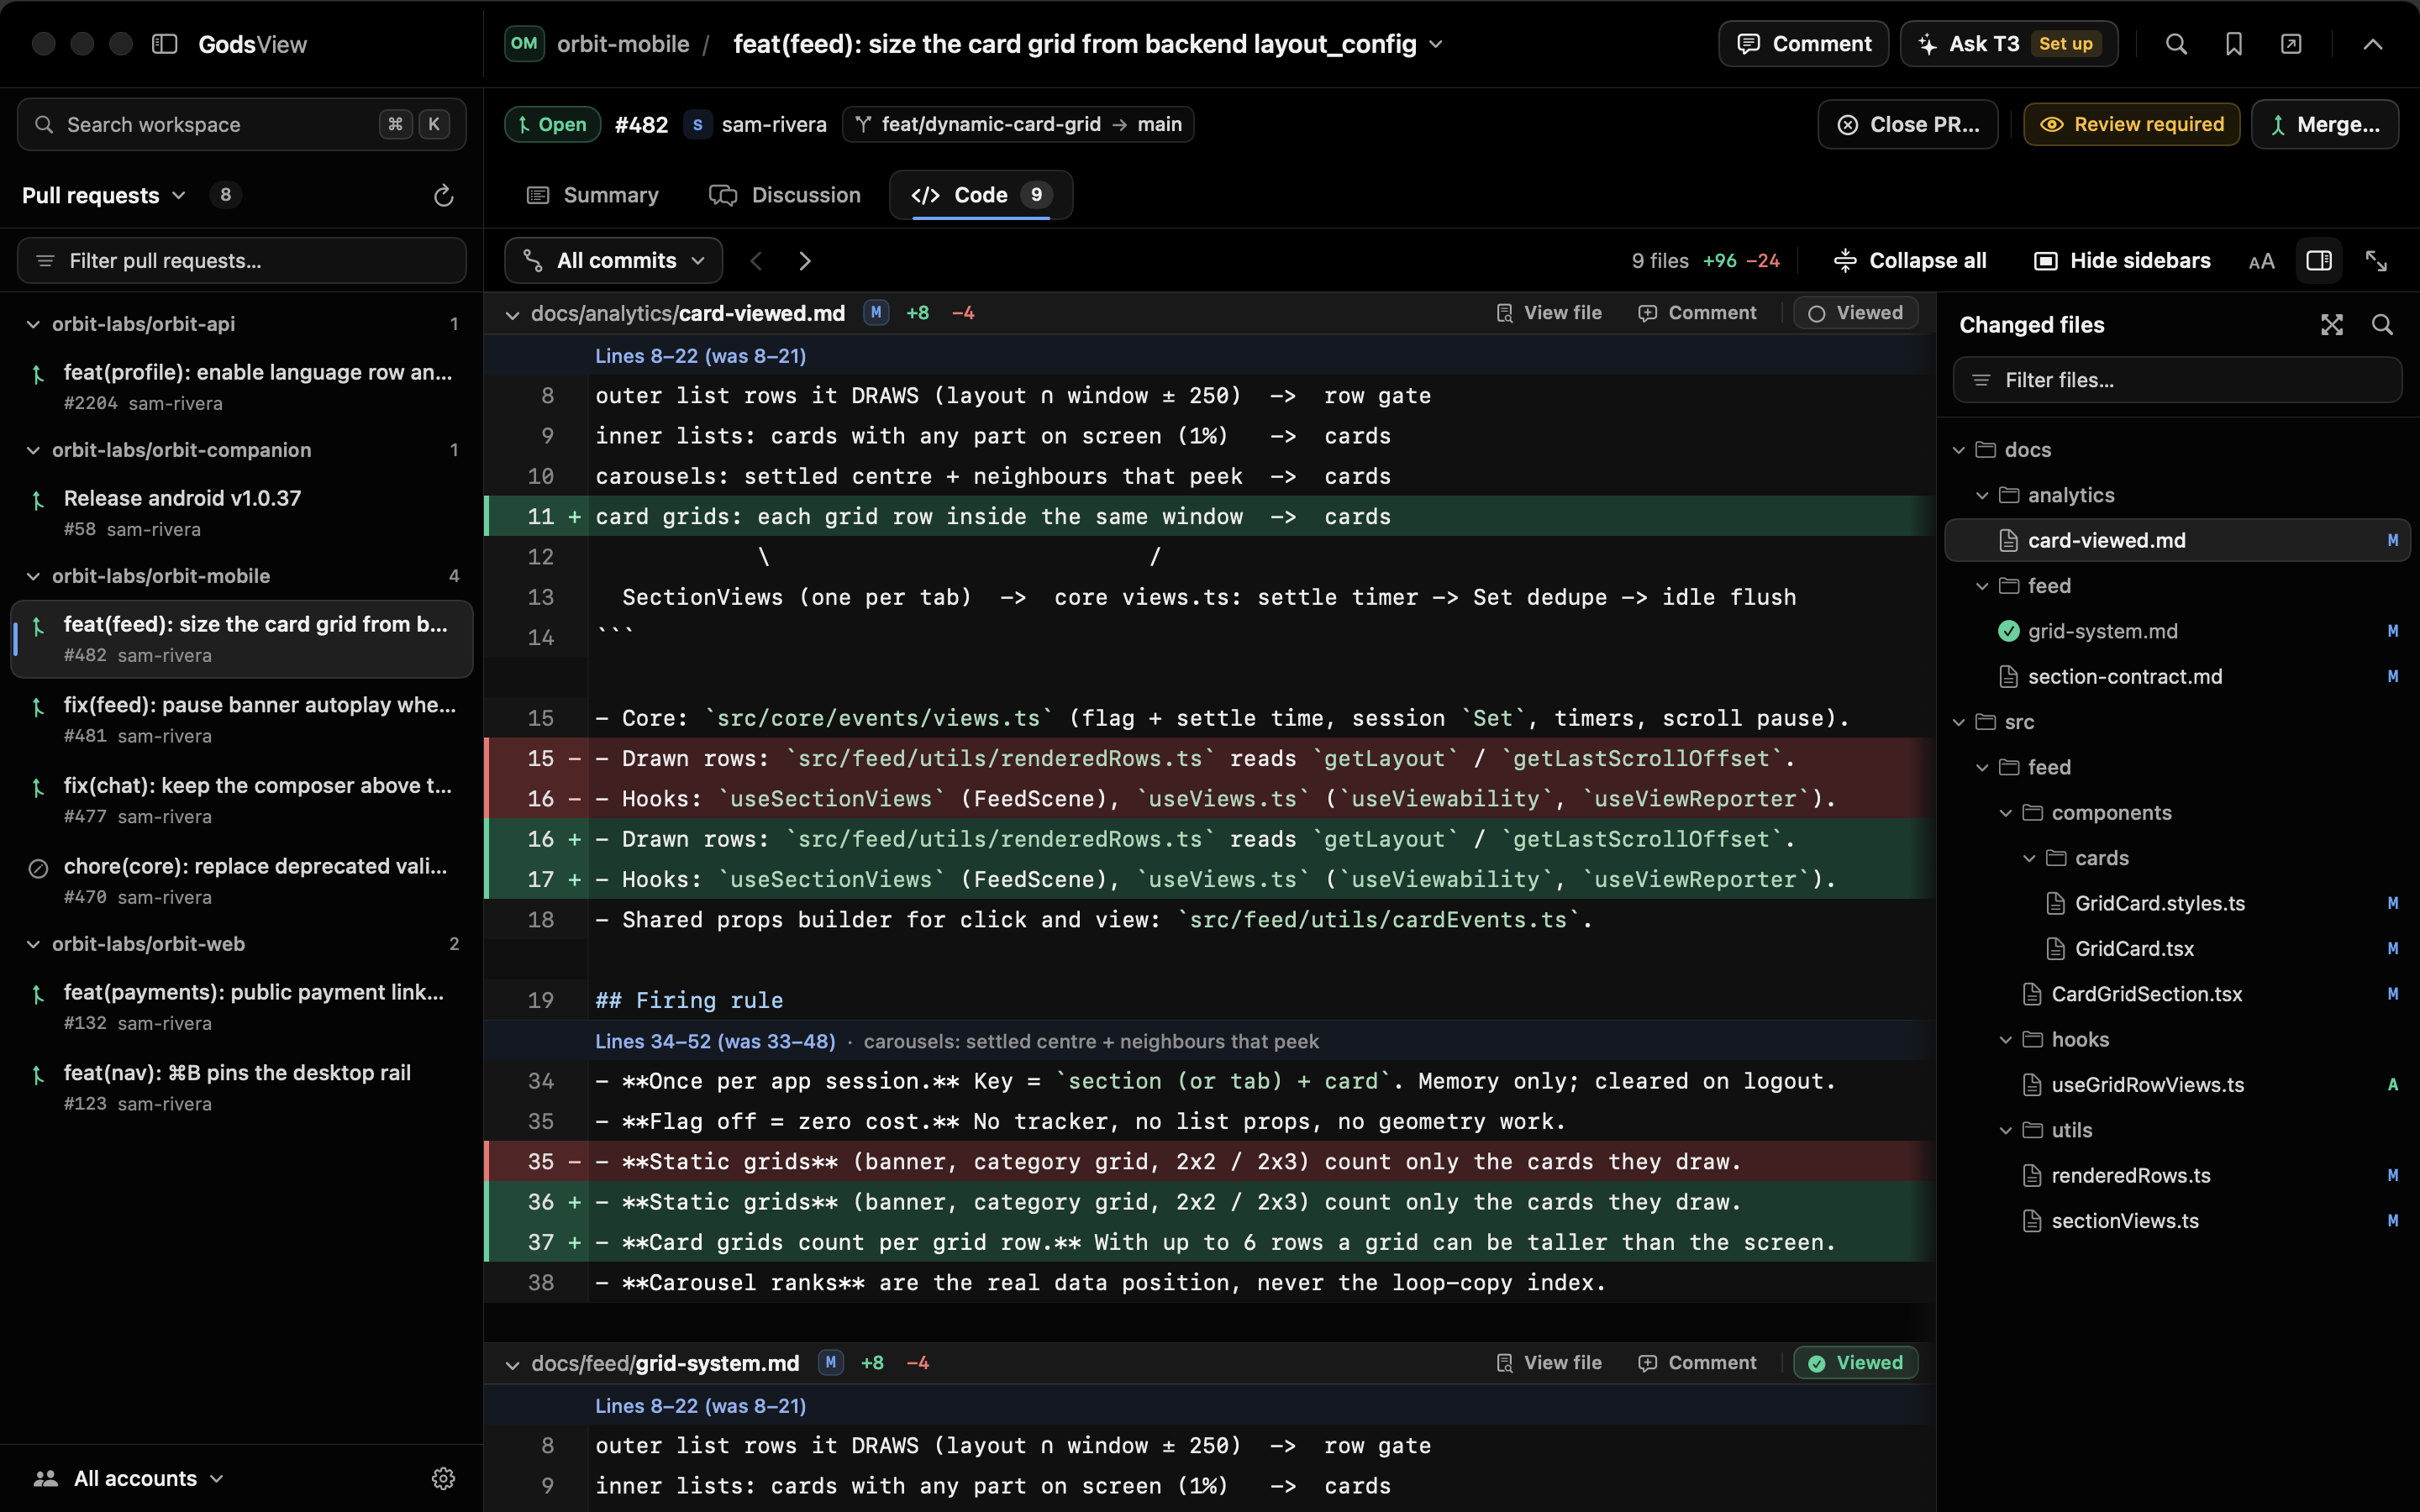 GodsView
OM orbit-mobile / feat(feed): size the card grid from backend layout_config
Comment
Ask T3 Set up
Search workspace ⌘ K
Open #482 S sam-rivera feat/dynamic-card-grid → main
Close PR...
Review required
Merge...
Pull requests 8
Summary
Discussion
Code 9
Filter pull requests...
All commits
9 files +96 −24
Collapse all
Hide sidebars
AA
orbit-labs/orbit-api 1
feat(profile): enable language row an...
#2204 sam-rivera
orbit-labs/orbit-companion 1
Release android v1.0.37
#58 sam-rivera
orbit-labs/orbit-mobile 4
feat(feed): size the card grid from b...
#482 sam-rivera
fix(feed): pause banner autoplay whe...
#481 sam-rivera
fix(chat): keep the composer above t...
#477 sam-rivera
chore(core): replace deprecated vali...
#470 sam-rivera
orbit-labs/orbit-web 2
feat(payments): public payment link...
#132 sam-rivera
feat(nav): ⌘B pins the desktop rail
#123 sam-rivera
All accounts
docs/analytics/card-viewed.md M +8 −4
View file
Comment
Viewed
Lines 8–22 (was 8–21)
8 outer list rows it DRAWS (layout ∩ window ± 250) -> row gate
9 inner lists: cards with any part on screen (1%) -> cards
10 carousels: settled centre + neighbours that peek -> cards
11 + card grids: each grid row inside the same window -> cards
12 \ /
13 SectionViews (one per tab) -> core views.ts: settle timer -> Set dedupe -> idle flush
14 ```
15 - Core: `src/core/events/views.ts` (flag + settle time, session `Set`, timers, scroll pause).
15 - - Drawn rows: `src/feed/utils/renderedRows.ts` reads `getLayout` / `getLastScrollOffset`.
16 - - Hooks: `useSectionViews` (FeedScene), `useViews.ts` (`useViewability`, `useViewReporter`).
16 + - Drawn rows: `src/feed/utils/renderedRows.ts` reads `getLayout` / `getLastScrollOffset`.
17 + - Hooks: `useSectionViews` (FeedScene), `useViews.ts` (`useViewability`, `useViewReporter`).
18 - Shared props builder for click and view: `src/feed/utils/cardEvents.ts`.
19 ## Firing rule
Lines 34–52 (was 33–48) · carousels: settled centre + neighbours that peek
34 - **Once per app session.** Key = `section (or tab) + card`. Memory only; cleared on logout.
35 - **Flag off = zero cost.** No tracker, no list props, no geometry work.
35 - - **Static grids** (banner, category grid, 2x2 / 2x3) count only the cards they draw.
36 + - **Static grids** (banner, category grid, 2x2 / 2x3) count only the cards they draw.
37 + - **Card grids count per grid row.** With up to 6 rows a grid can be taller than the screen.
38 - **Carousel ranks** are the real data position, never the loop-copy index.
docs/feed/grid-system.md M +8 −4
View file
Comment
Viewed
Lines 8–22 (was 8–21)
8 outer list rows it DRAWS (layout ∩ window ± 250) -> row gate
9 inner lists: cards with any part on screen (1%) -> cards
Changed files
Filter files...
docs
analytics
card-viewed.md M
feed
grid-system.md M
section-contract.md M
src
feed
components
cards
GridCard.styles.ts M
GridCard.tsx M
CardGridSection.tsx M
hooks
useGridRowViews.ts A
utils
renderedRows.ts M
sectionViews.ts M